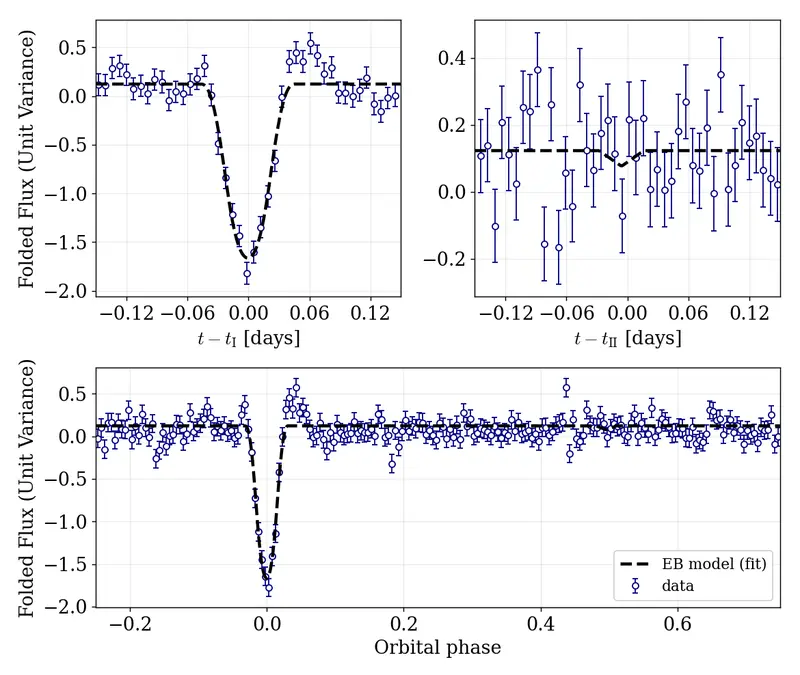 Folded Flux (Unit Variance)
0.5
0.0
−0.5
−1.0
−1.5
−2.0
−0.12 −0.06 0.00 0.06 0.12
t − t_I [days]
0.4
0.2
0.0
−0.2
−0.12 −0.06 0.00 0.06 0.12
t − t_II [days]
Folded Flux (Unit Variance)
0.5
0.0
−0.5
−1.0
−1.5
−2.0
EB model (fit)
data
−0.2 0.0 0.2 0.4 0.6
Orbital phase